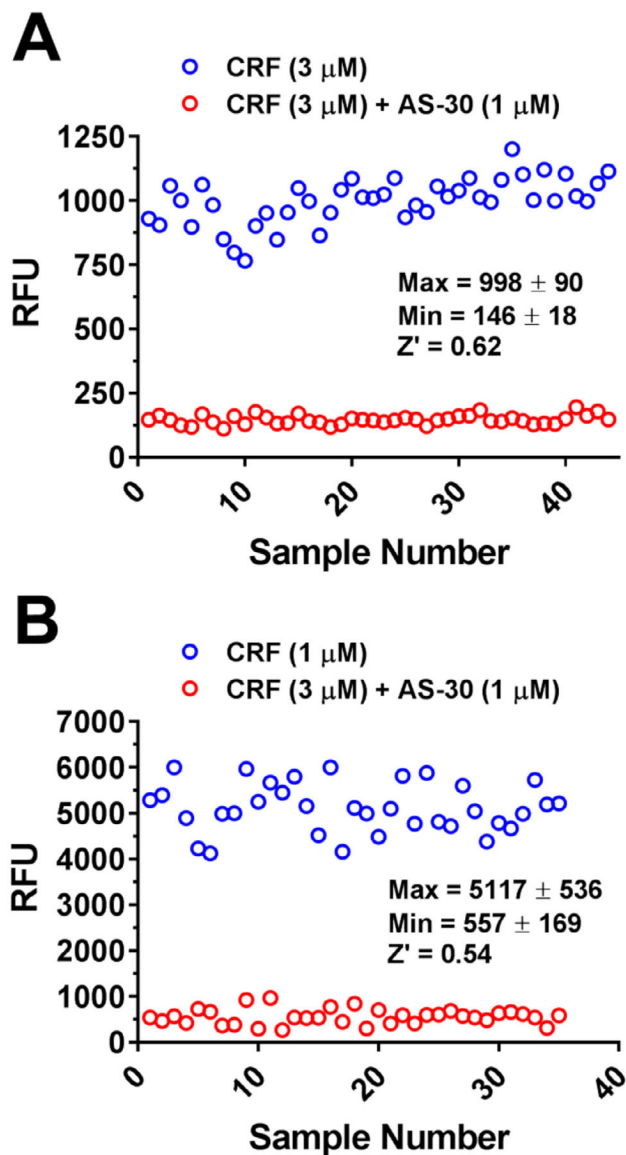 A
CRF (3 μM)
CRF (3 μM) + AS-30 (1 μM)
1250
1000
750
500
250
0
RFU
Max = 998 ± 90
Min = 146 ± 18
Z' = 0.62
0 10 20 30 40
Sample Number
B
CRF (1 μM)
CRF (3 μM) + AS-30 (1 μM)
7000
6000
5000
4000
3000
2000
1000
0
RFU
Max = 5117 ± 536
Min = 557 ± 169
Z' = 0.54
0 10 20 30 40
Sample Number